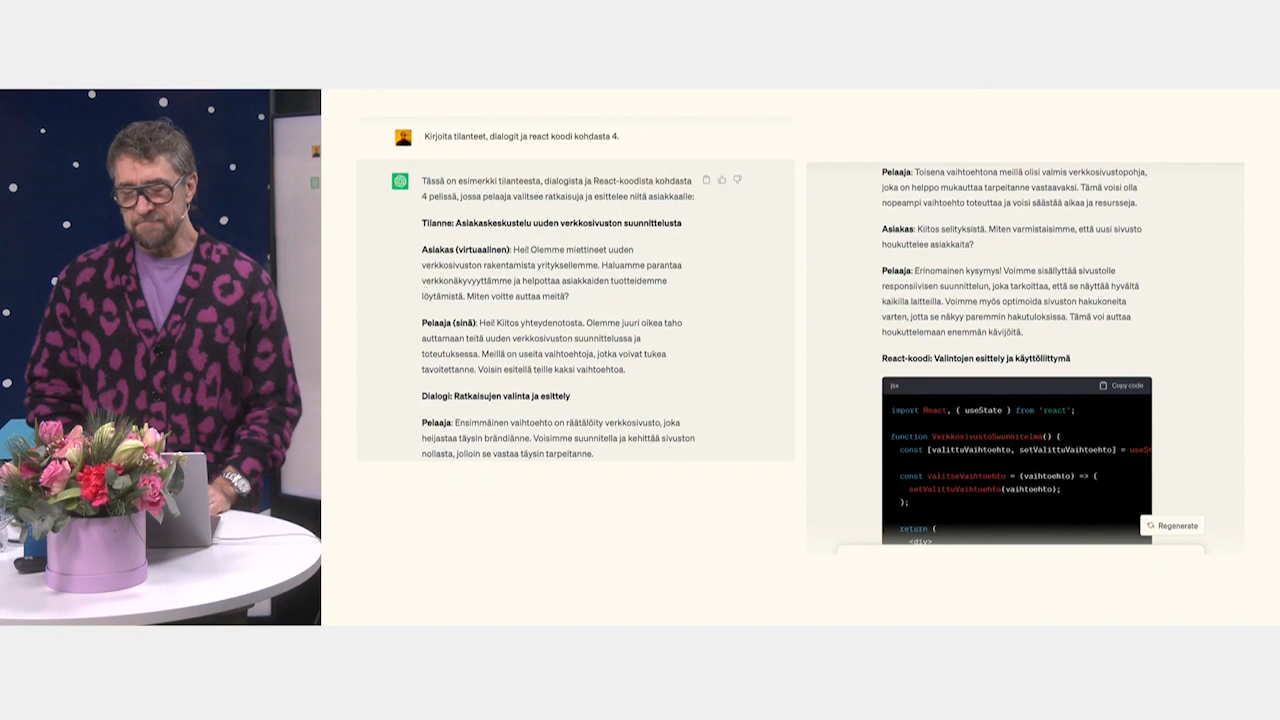 Kirjoita tilanteet, dialogit ja react koodi kohdasta 4.
Tässä on esimerkki tilanteesta, dialogista ja React-koodista kohdasta
4 pelissä, jossa pelaaja valitsee ratkaisuja ja esittelee niitä asiakkaalle:
Tilanne: Asiakaskeskustelu uuden verkkosivuston suunnittelusta
Asiakas (virtuaalinen): Hei! Olemme miettineet uuden
verkkosivuston rakentamista yrityksellemme. Haluamme parantaa
verkkonäkyvyyttämme ja helpottaa asiakkaiden tuotteidemme
löytämistä. Miten voitte auttaa meitä?
Pelaaja (sinä): Hei! Kiitos yhteydenotosta. Olemme juuri oikea taho
auttamaan teitä uuden verkkosivuston suunnittelussa ja
toteutuksessa. Meillä on useita vaihtoehtoja, jotka voivat tukea
tavoitettanne. Voisin esitellä teille kaksi vaihtoehtoa.
Dialogi: Ratkaisujen valinta ja esittely
Pelaaja: Ensimmäinen vaihtoehto on räätälöity verkkosivusto, joka
heijastaa täysin brändiänne. Voisimme suunnitella ja kehittää sivuston
nollasta, jolloin se vastaa täysin tarpeitanne.
Pelaaja: Toisena vaihtoehtona meillä olisi valmis verkkosivustopohja,
joka on helppo mukauttaa tarpeitanne vastaavaksi. Tämä voisi olla
nopeampi vaihtoehto toteuttaa ja voisi säästää aikaa ja resursseja.
Asiakas: Kiitos selityksistä. Miten varmistaisimme, että uusi sivusto
houkuttelee asiakkaita?
Pelaaja: Erinomainen kysymys! Voimme sisällyttää sivustolle
responsiivisen suunnittelun, joka tarkoittaa, että se näyttää hyvältä
kaikilla laitteilla. Voimme myös optimoida sivuston hakukoneita
varten, jotta se näkyy paremmin hakutuloksissa. Tämä voi auttaa
houkuttelemaan enemmän kävijöitä.
React-koodi: Valintojen esittely ja käyttöliittymä
jsx Copy code
import React, { useState } from 'react';
function VerkkosivustoSuunnitelma() {
const [valittuVaihtoehto, setValittuVaihtoehto] = useS
const valitseVaihtoehto = (vaihtoehto) => {
setValittuVaihtoehto(vaihtoehto);
};
return (
<div>
Regenerate